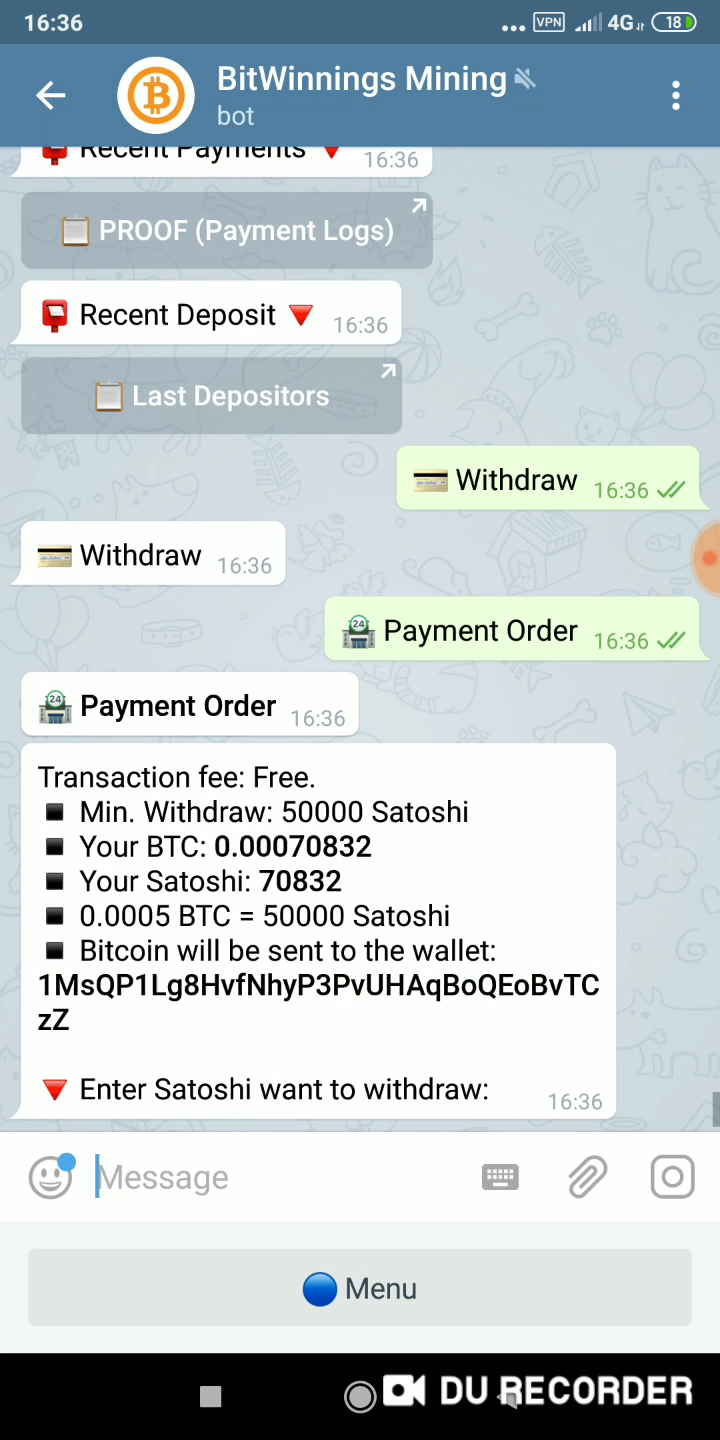 16:36
VPN
4G
18
BitWinnings Mining
bot
Recent Payments
16:36
PROOF (Payment Logs)
Recent Deposit
16:36
Last Depositors
Withdraw
16:36
Withdraw
16:36
24 Payment Order
16:36
24 Payment Order
16:36
Transaction fee: Free.
Min. Withdraw: 50000 Satoshi
Your BTC: 0.00070832
Your Satoshi: 70832
0.0005 BTC = 50000 Satoshi
Bitcoin will be sent to the wallet:
1MsQP1Lg8HvfNhyP3PvUHAqBoQEoBvTC
zZ
Enter Satoshi want to withdraw:
16:36
Message
Menu
DU RECORDER